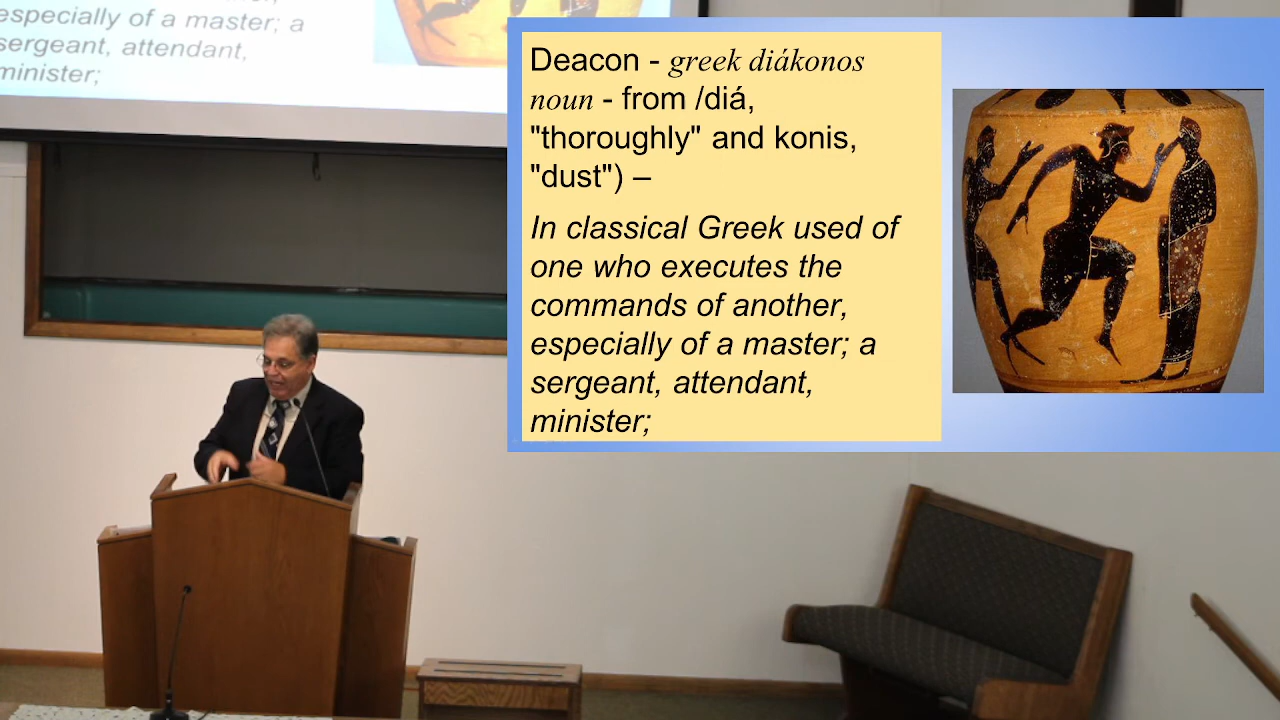 especially of a master; a
sergeant, attendant,
minister;
Deacon - greek diákonos
noun - from /diá,
"thoroughly" and konis,
"dust") –
In classical Greek used of
one who executes the
commands of another,
especially of a master; a
sergeant, attendant,
minister;